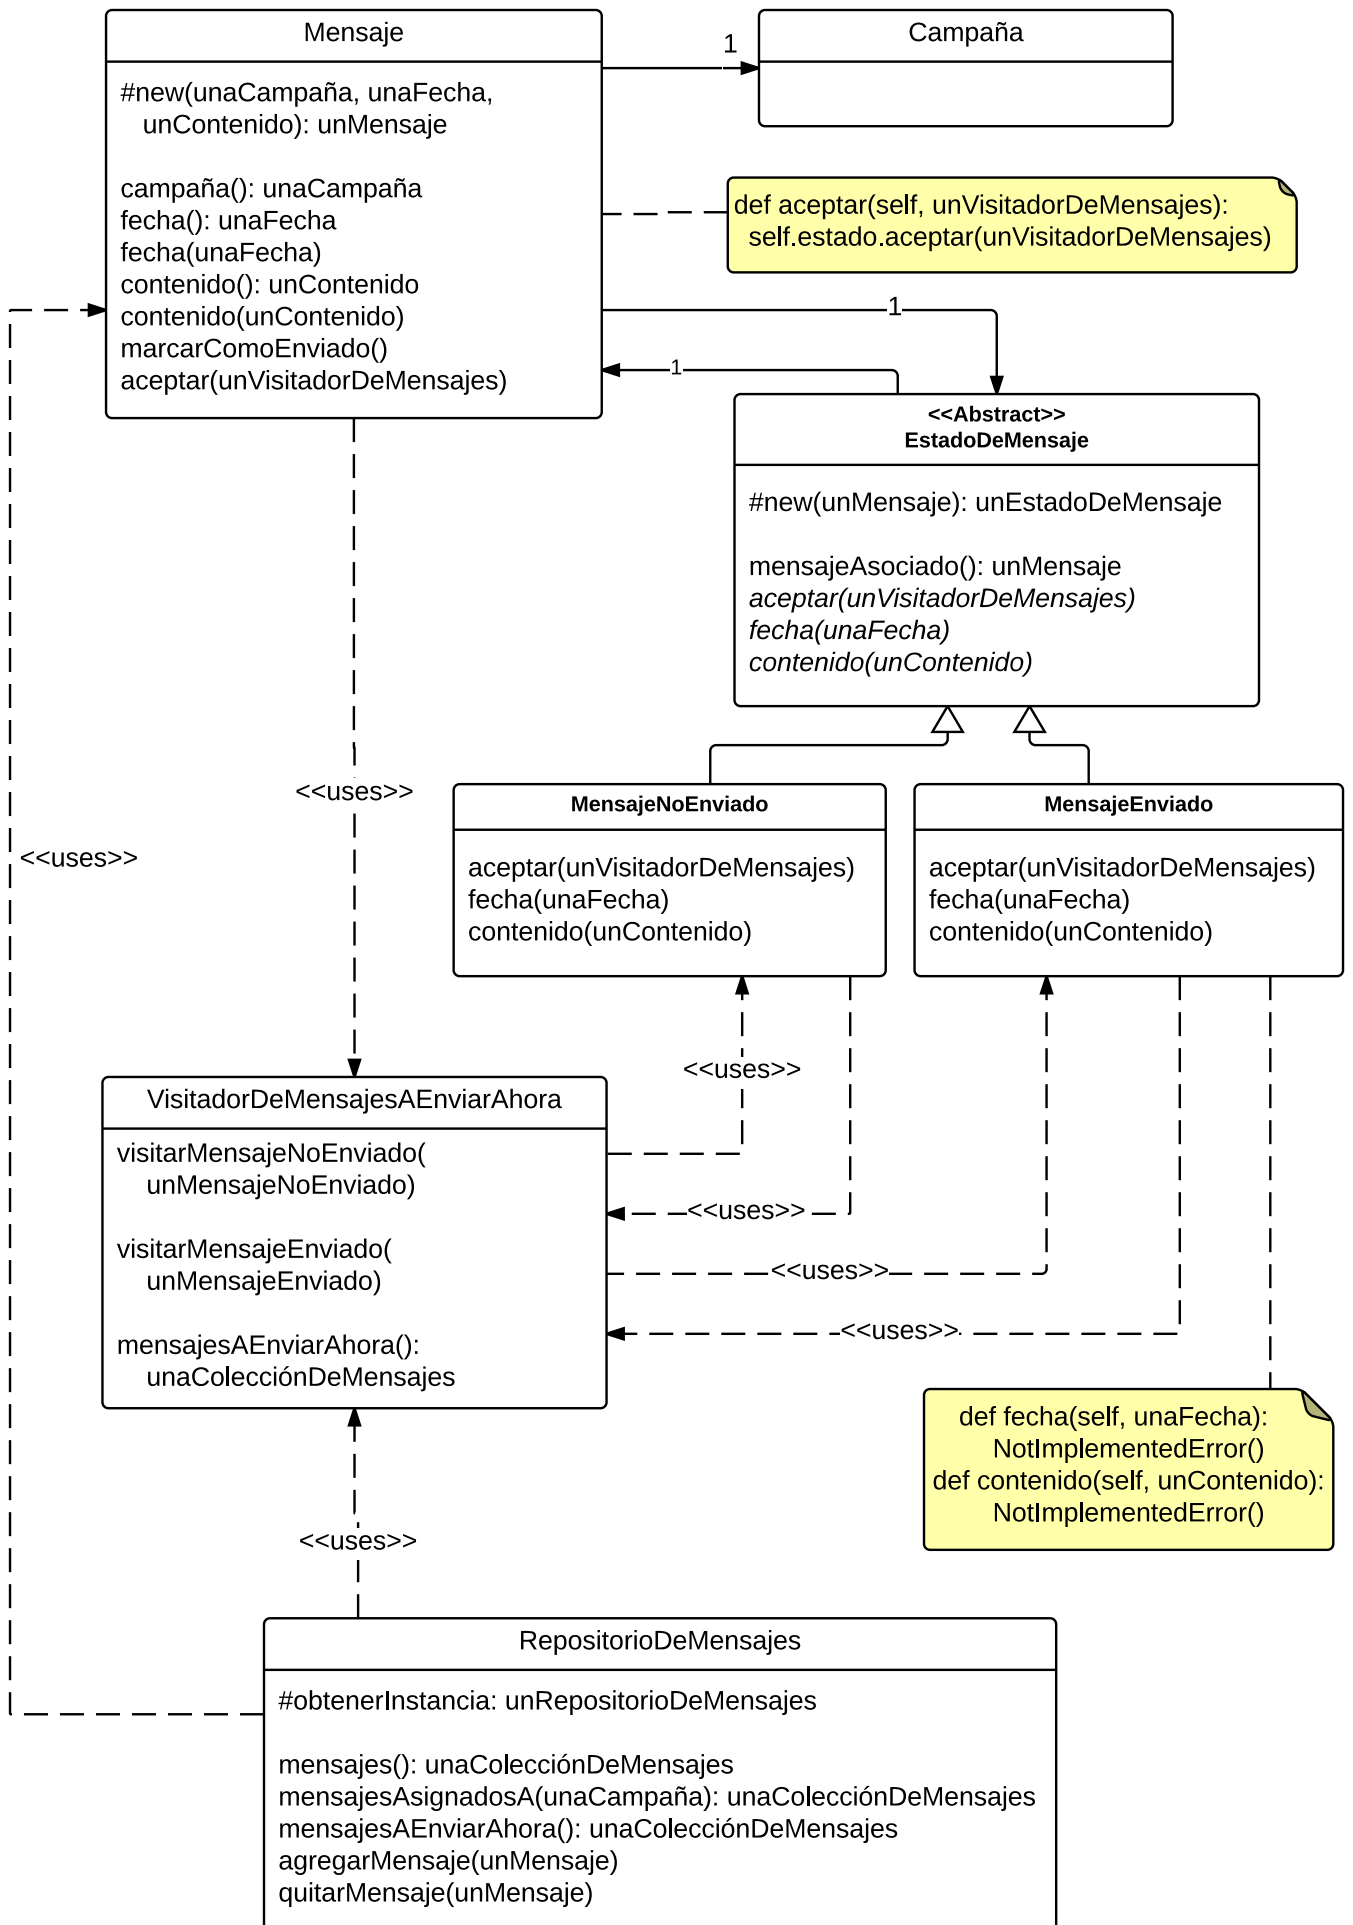 Mensaje
#new(unaCampaña, unaFecha,
unContenido): unMensaje
campaña(): unaCampaña
fecha(): unaFecha
fecha(unaFecha)
contenido(): unContenido
contenido(unContenido)
marcarComoEnviado()
aceptar(unVisitadorDeMensajes)
1
Campaña
def aceptar(self, unVisitadorDeMensajes):
self.estado.aceptar(unVisitadorDeMensajes)
1
1
<<Abstract>>
EstadoDeMensaje
#new(unMensaje): unEstadoDeMensaje
mensajeAsociado(): unMensaje
aceptar(unVisitadorDeMensajes)
fecha(unaFecha)
contenido(unContenido)
<<uses>>
<<uses>>
MensajeNoEnviado
aceptar(unVisitadorDeMensajes)
fecha(unaFecha)
contenido(unContenido)
MensajeEnviado
aceptar(unVisitadorDeMensajes)
fecha(unaFecha)
contenido(unContenido)
<<uses>>
<<uses>>
<<uses>>
<<uses>>
VisitadorDeMensajesAEnviarAhora
visitarMensajeNoEnviado(
unMensajeNoEnviado)
visitarMensajeEnviado(
unMensajeEnviado)
mensajesAEnviarAhora():
unaColecciónDeMensajes
def fecha(self, unaFecha):
NotImplementedError()
def contenido(self, unContenido):
NotImplementedError()
<<uses>>
RepositorioDeMensajes
#obtenerInstancia: unRepositorioDeMensajes
mensajes(): unaColecciónDeMensajes
mensajesAsignadosA(unaCampaña): unaColecciónDeMensajes
mensajesAEnviarAhora(): unaColecciónDeMensajes
agregarMensaje(unMensaje)
quitarMensaje(unMensaje)